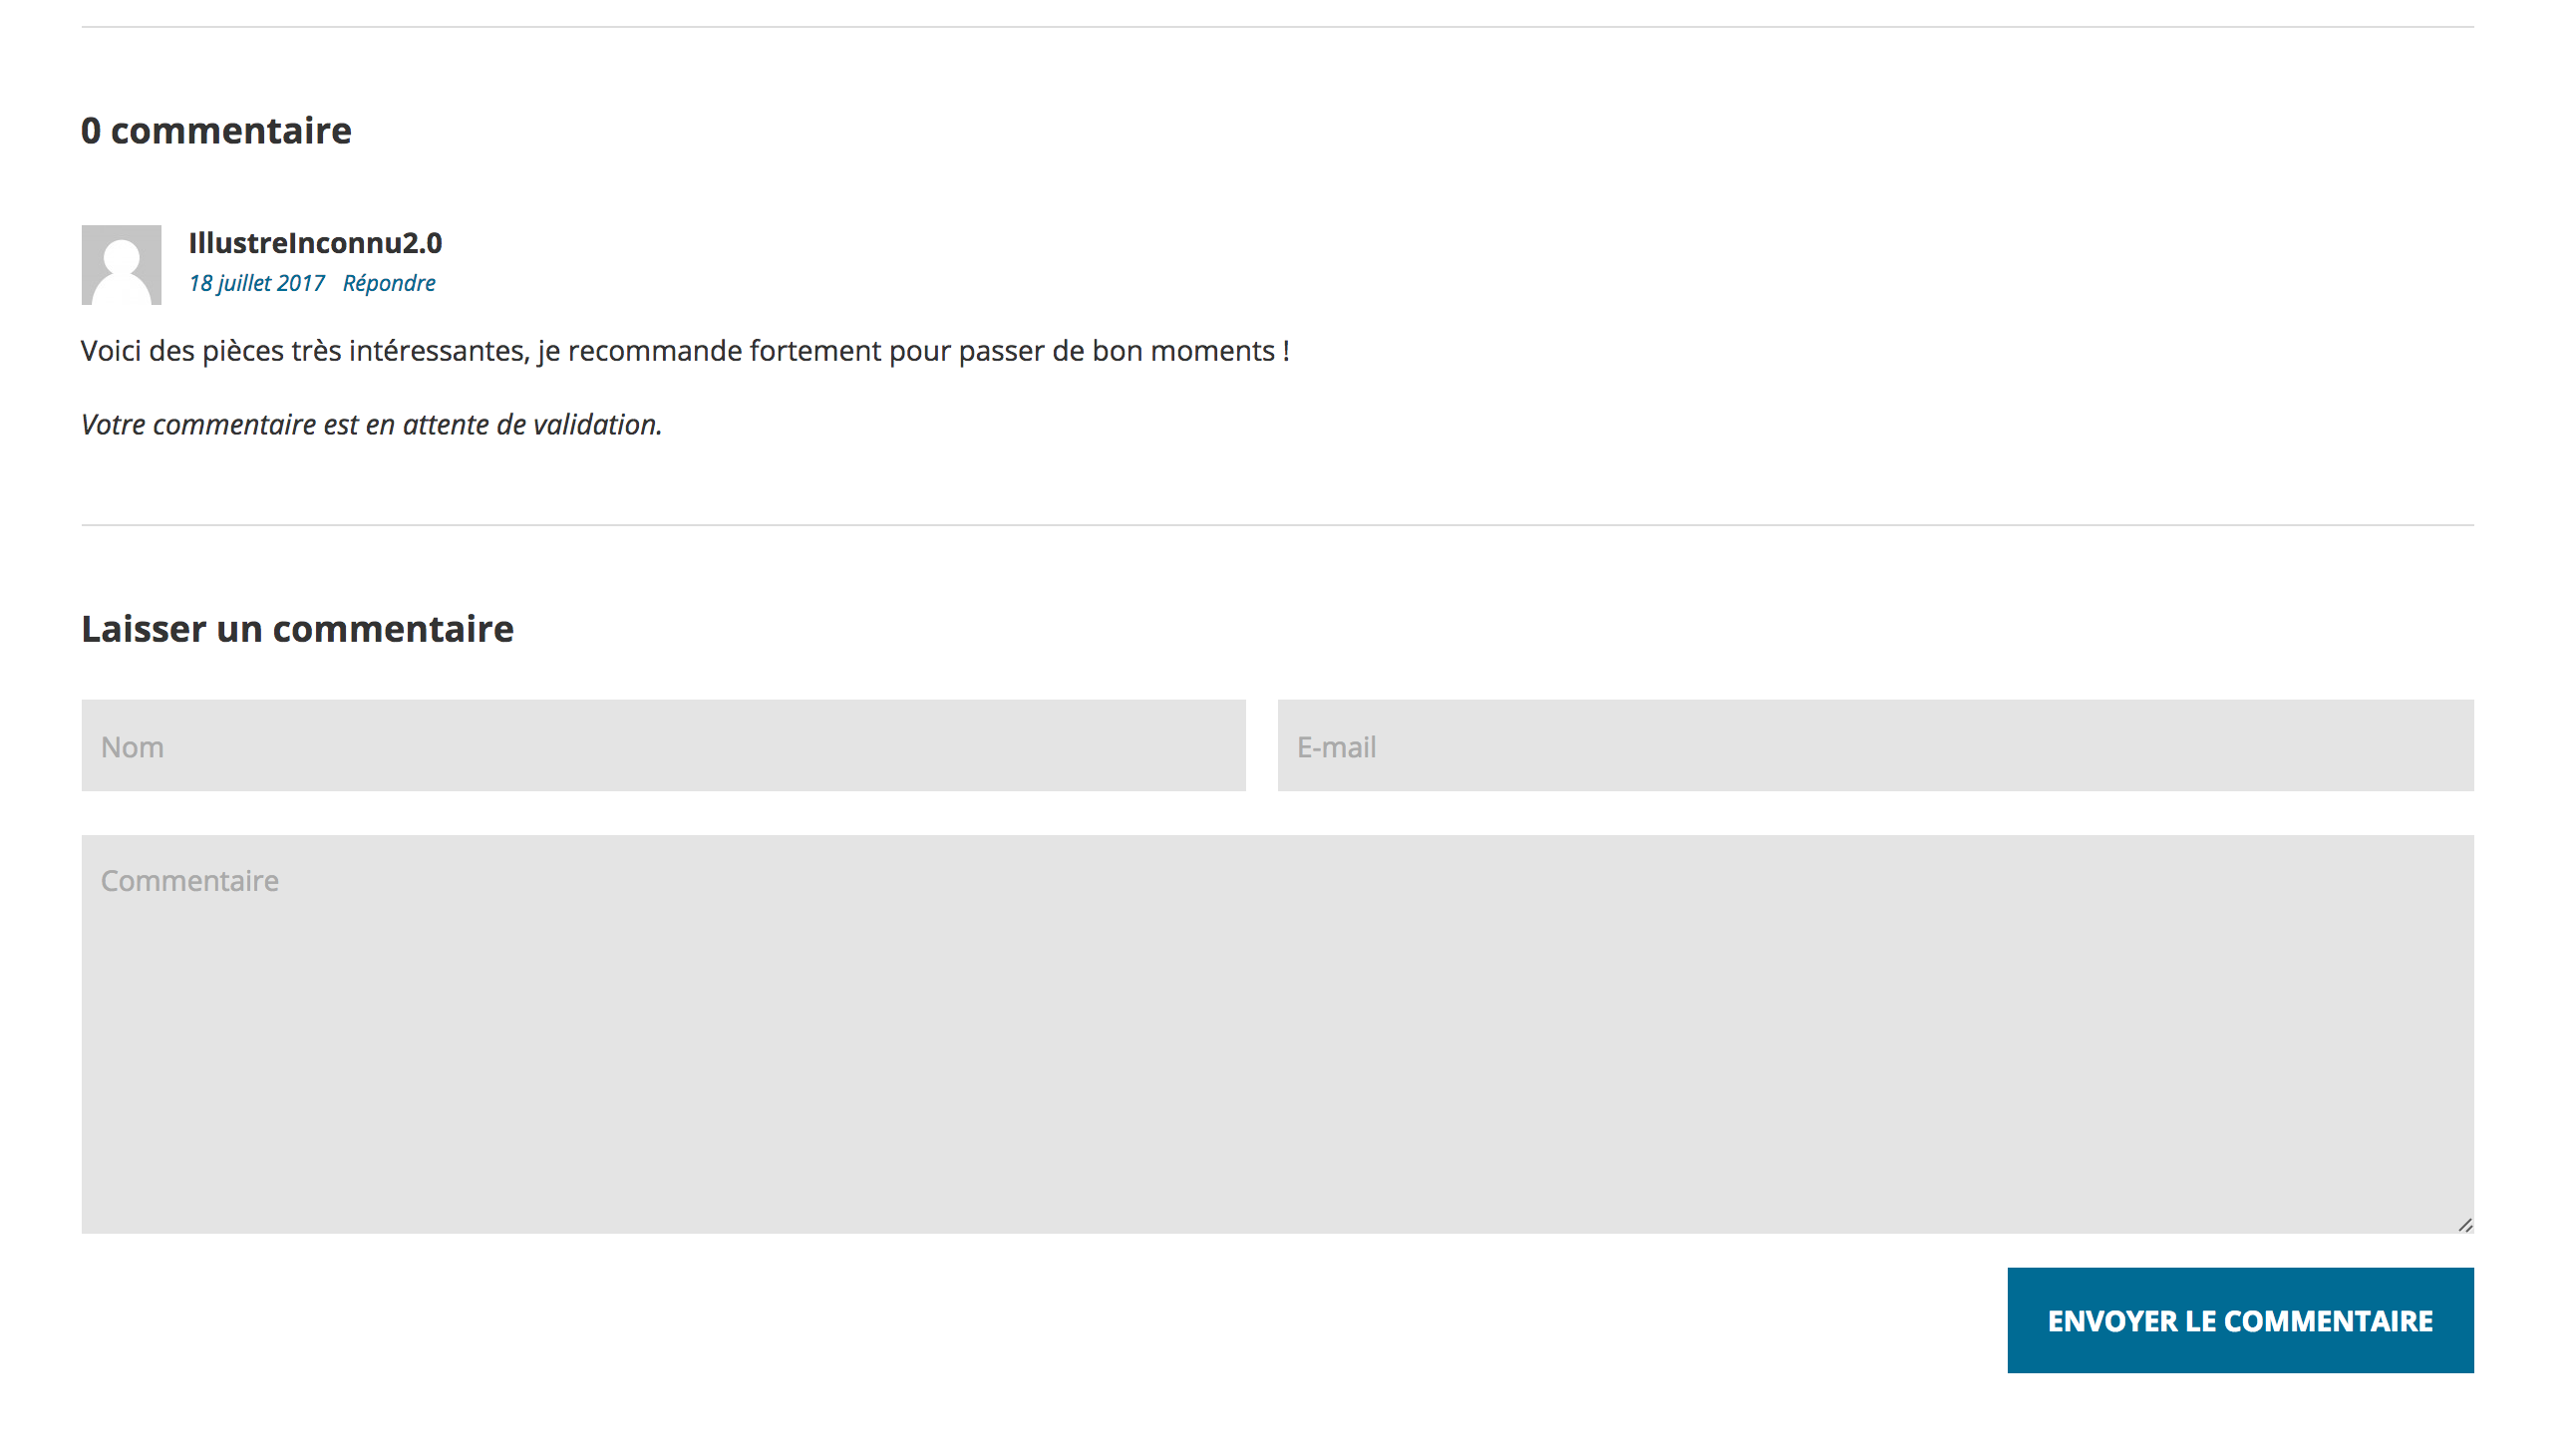 0 commentaire
IllustreInconnu2.0
18 juillet 2017 Répondre
Voici des pièces très intéressantes, je recommande fortement pour passer de bon moments !
Votre commentaire est en attente de validation.
Laisser un commentaire
Nom
E-mail
Commentaire
ENVOYER LE COMMENTAIRE